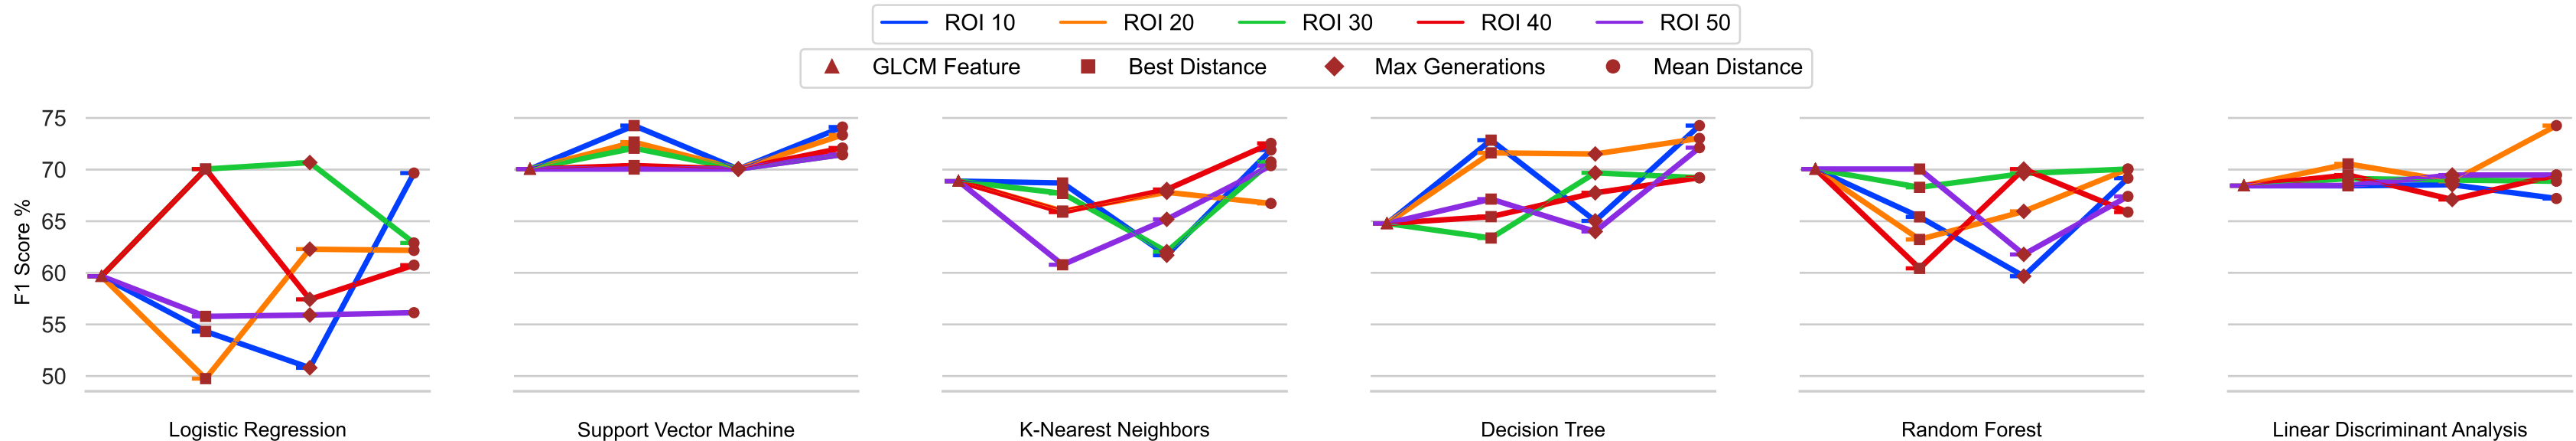 ROI 10 ROI 20 ROI 30 ROI 40 ROI 50
GLCM Feature Best Distance Max Generations Mean Distance
F1 Score %
75
70
65
60
55
50
Logistic Regression Support Vector Machine K-Nearest Neighbors Decision Tree Random Forest Linear Discriminant Analysis